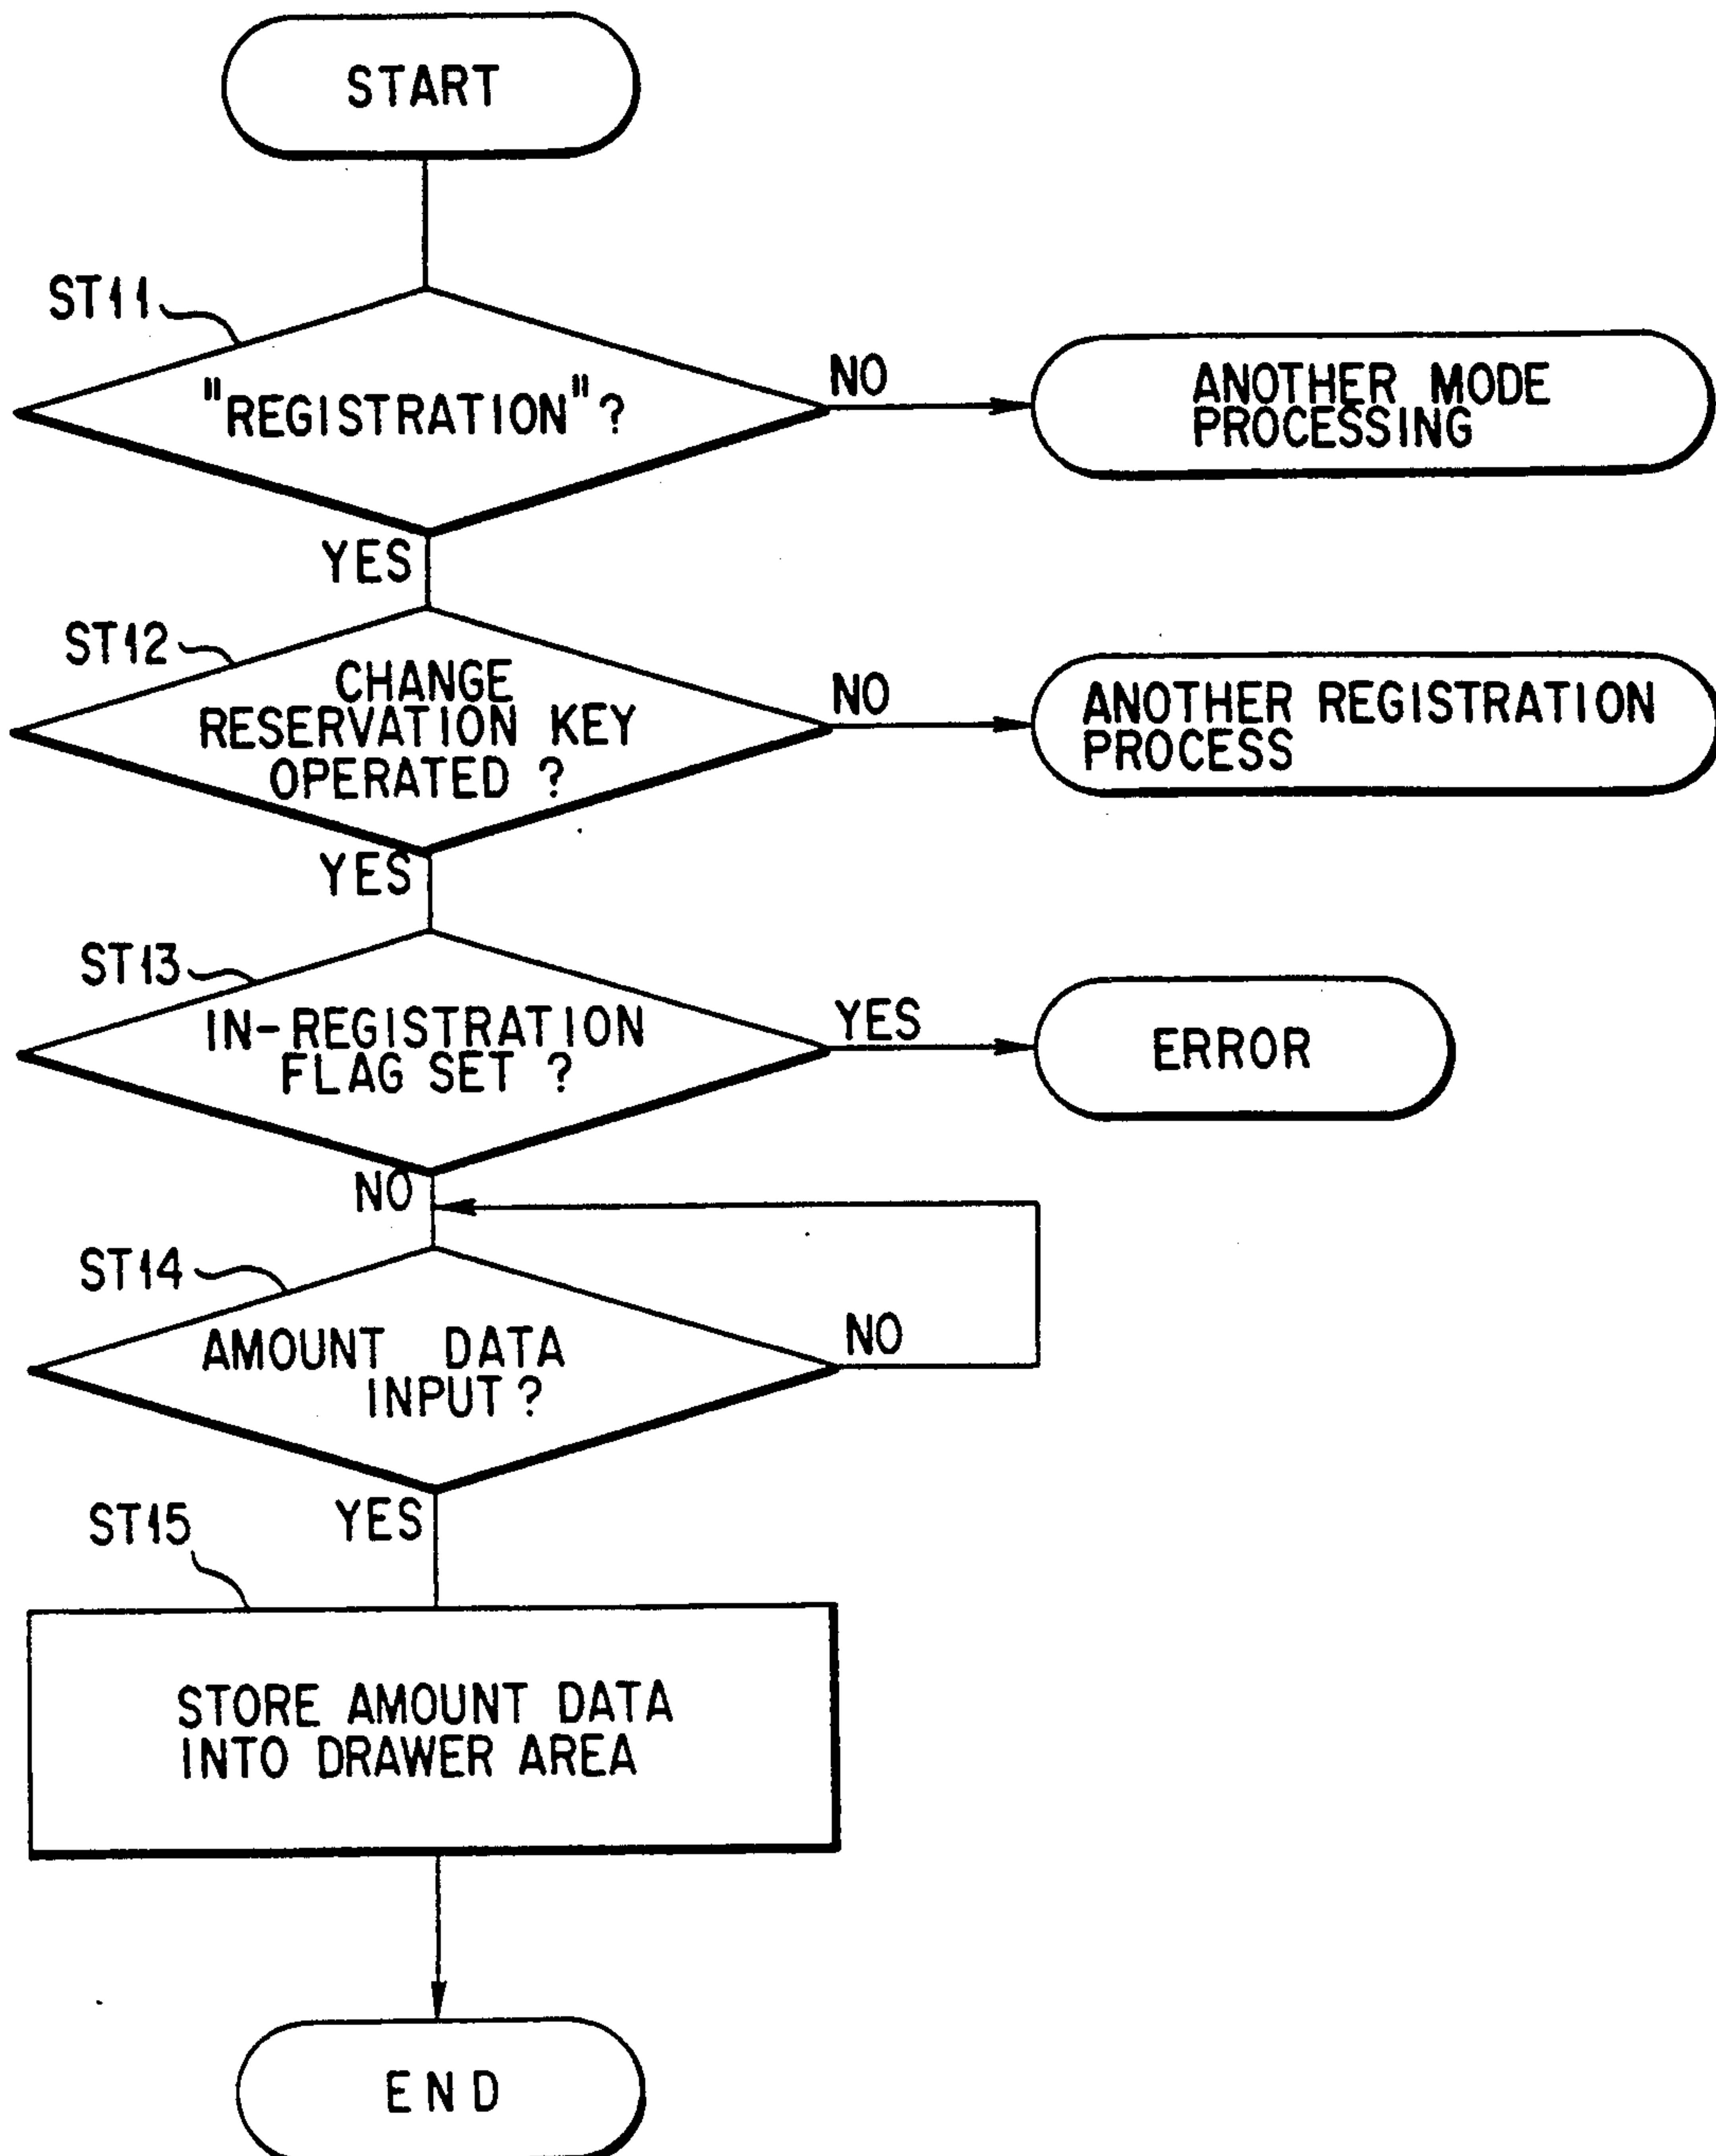 START
ST11
"REGISTRATION"?
NO
ANOTHER MODE
PROCESSING
YES
ST12
CHANGE
RESERVATION KEY
OPERATED ?
NO
ANOTHER REGISTRATION
PROCESS
YES
ST13
IN-REGISTRATION
FLAG SET ?
YES
ERROR
NO
ST14
AMOUNT DATA
INPUT ?
NO
YES
ST15
STORE AMOUNT DATA
INTO DRAWER AREA
END